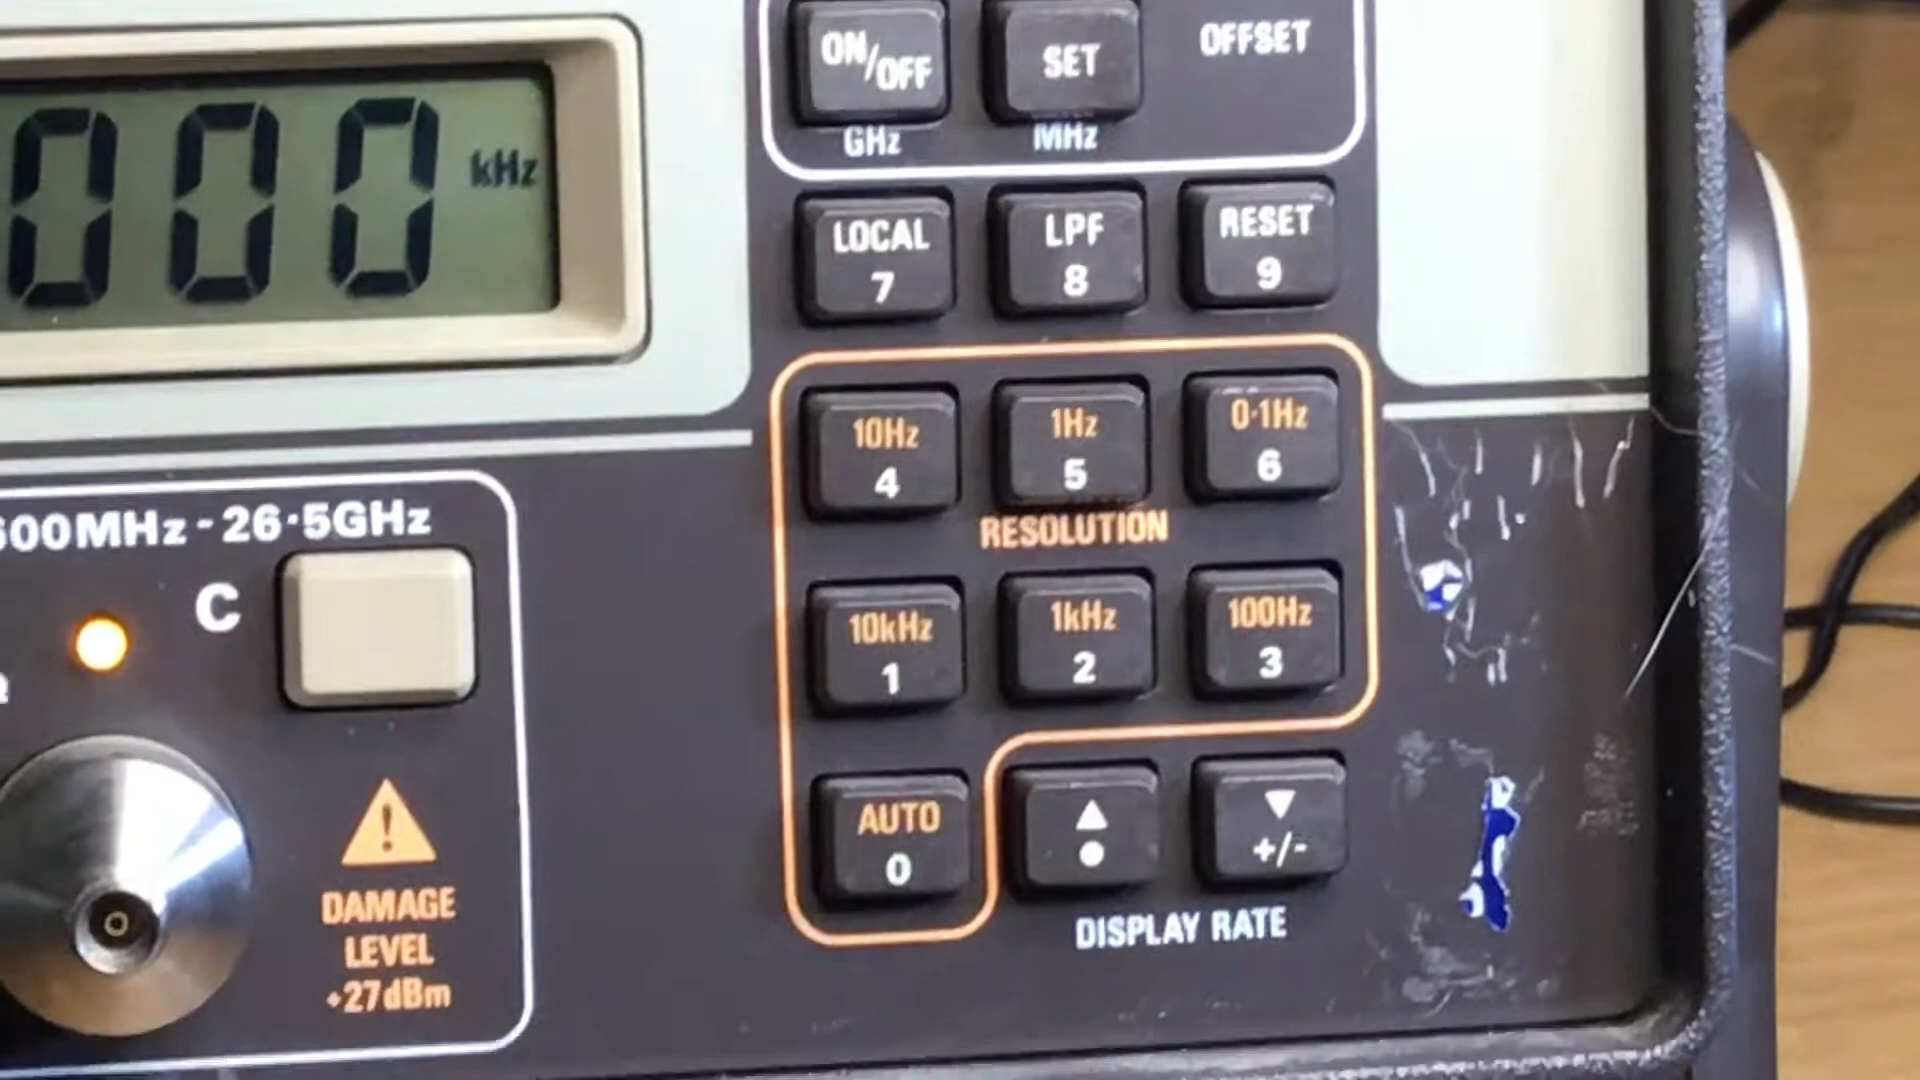 ON/OFF
SET
OFFSET
GHz
MHz
000 kHz
LOCAL
7
LPF
8
RESET
9
10Hz
4
1Hz
5
0·1Hz
6
RESOLUTION
10kHz
1
1kHz
2
100Hz
3
AUTO
0
▲
●
▼
+/-
DISPLAY RATE
600MHz - 26·5GHz
C
!
DAMAGE
LEVEL
+27dBm